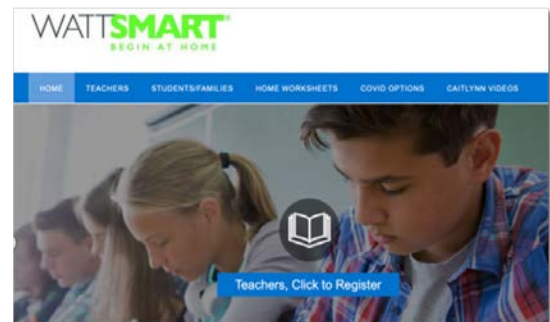 WATTSMART®
BEGIN AT HOME
HOME TEACHERS STUDENTS/FAMILIES HOME WORKSHEETS COVID OPTIONS CAITLYNN VIDEOS
Teachers, Click to Register